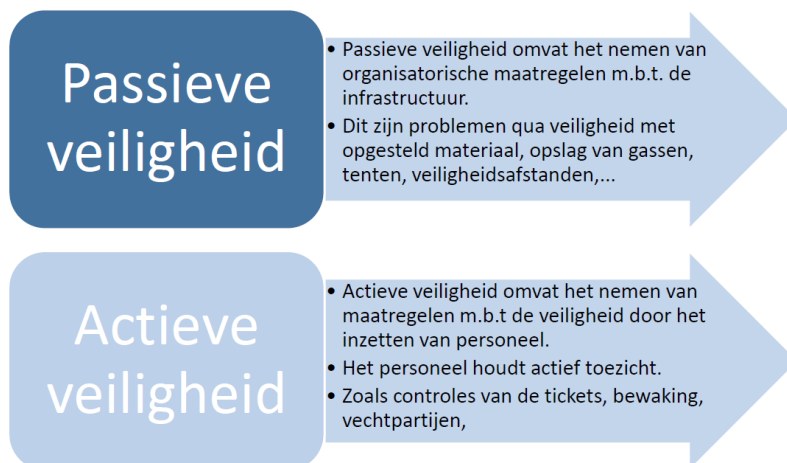 Passieve
veiligheid
• Passieve veiligheid omvat het nemen van
organisatorische maatregelen m.b.t. de
infrastructuur.
• Dit zijn problemen qua veiligheid met
opgesteld materiaal, opslag van gassen,
tenten, veiligheidsafstanden,...
Actieve
veiligheid
• Actieve veiligheid omvat het nemen van
maatregelen m.b.t de veiligheid door het
inzetten van personeel.
• Het personeel houdt actief toezicht.
• Zoals controles van de tickets, bewaking,
vechtpartijen,